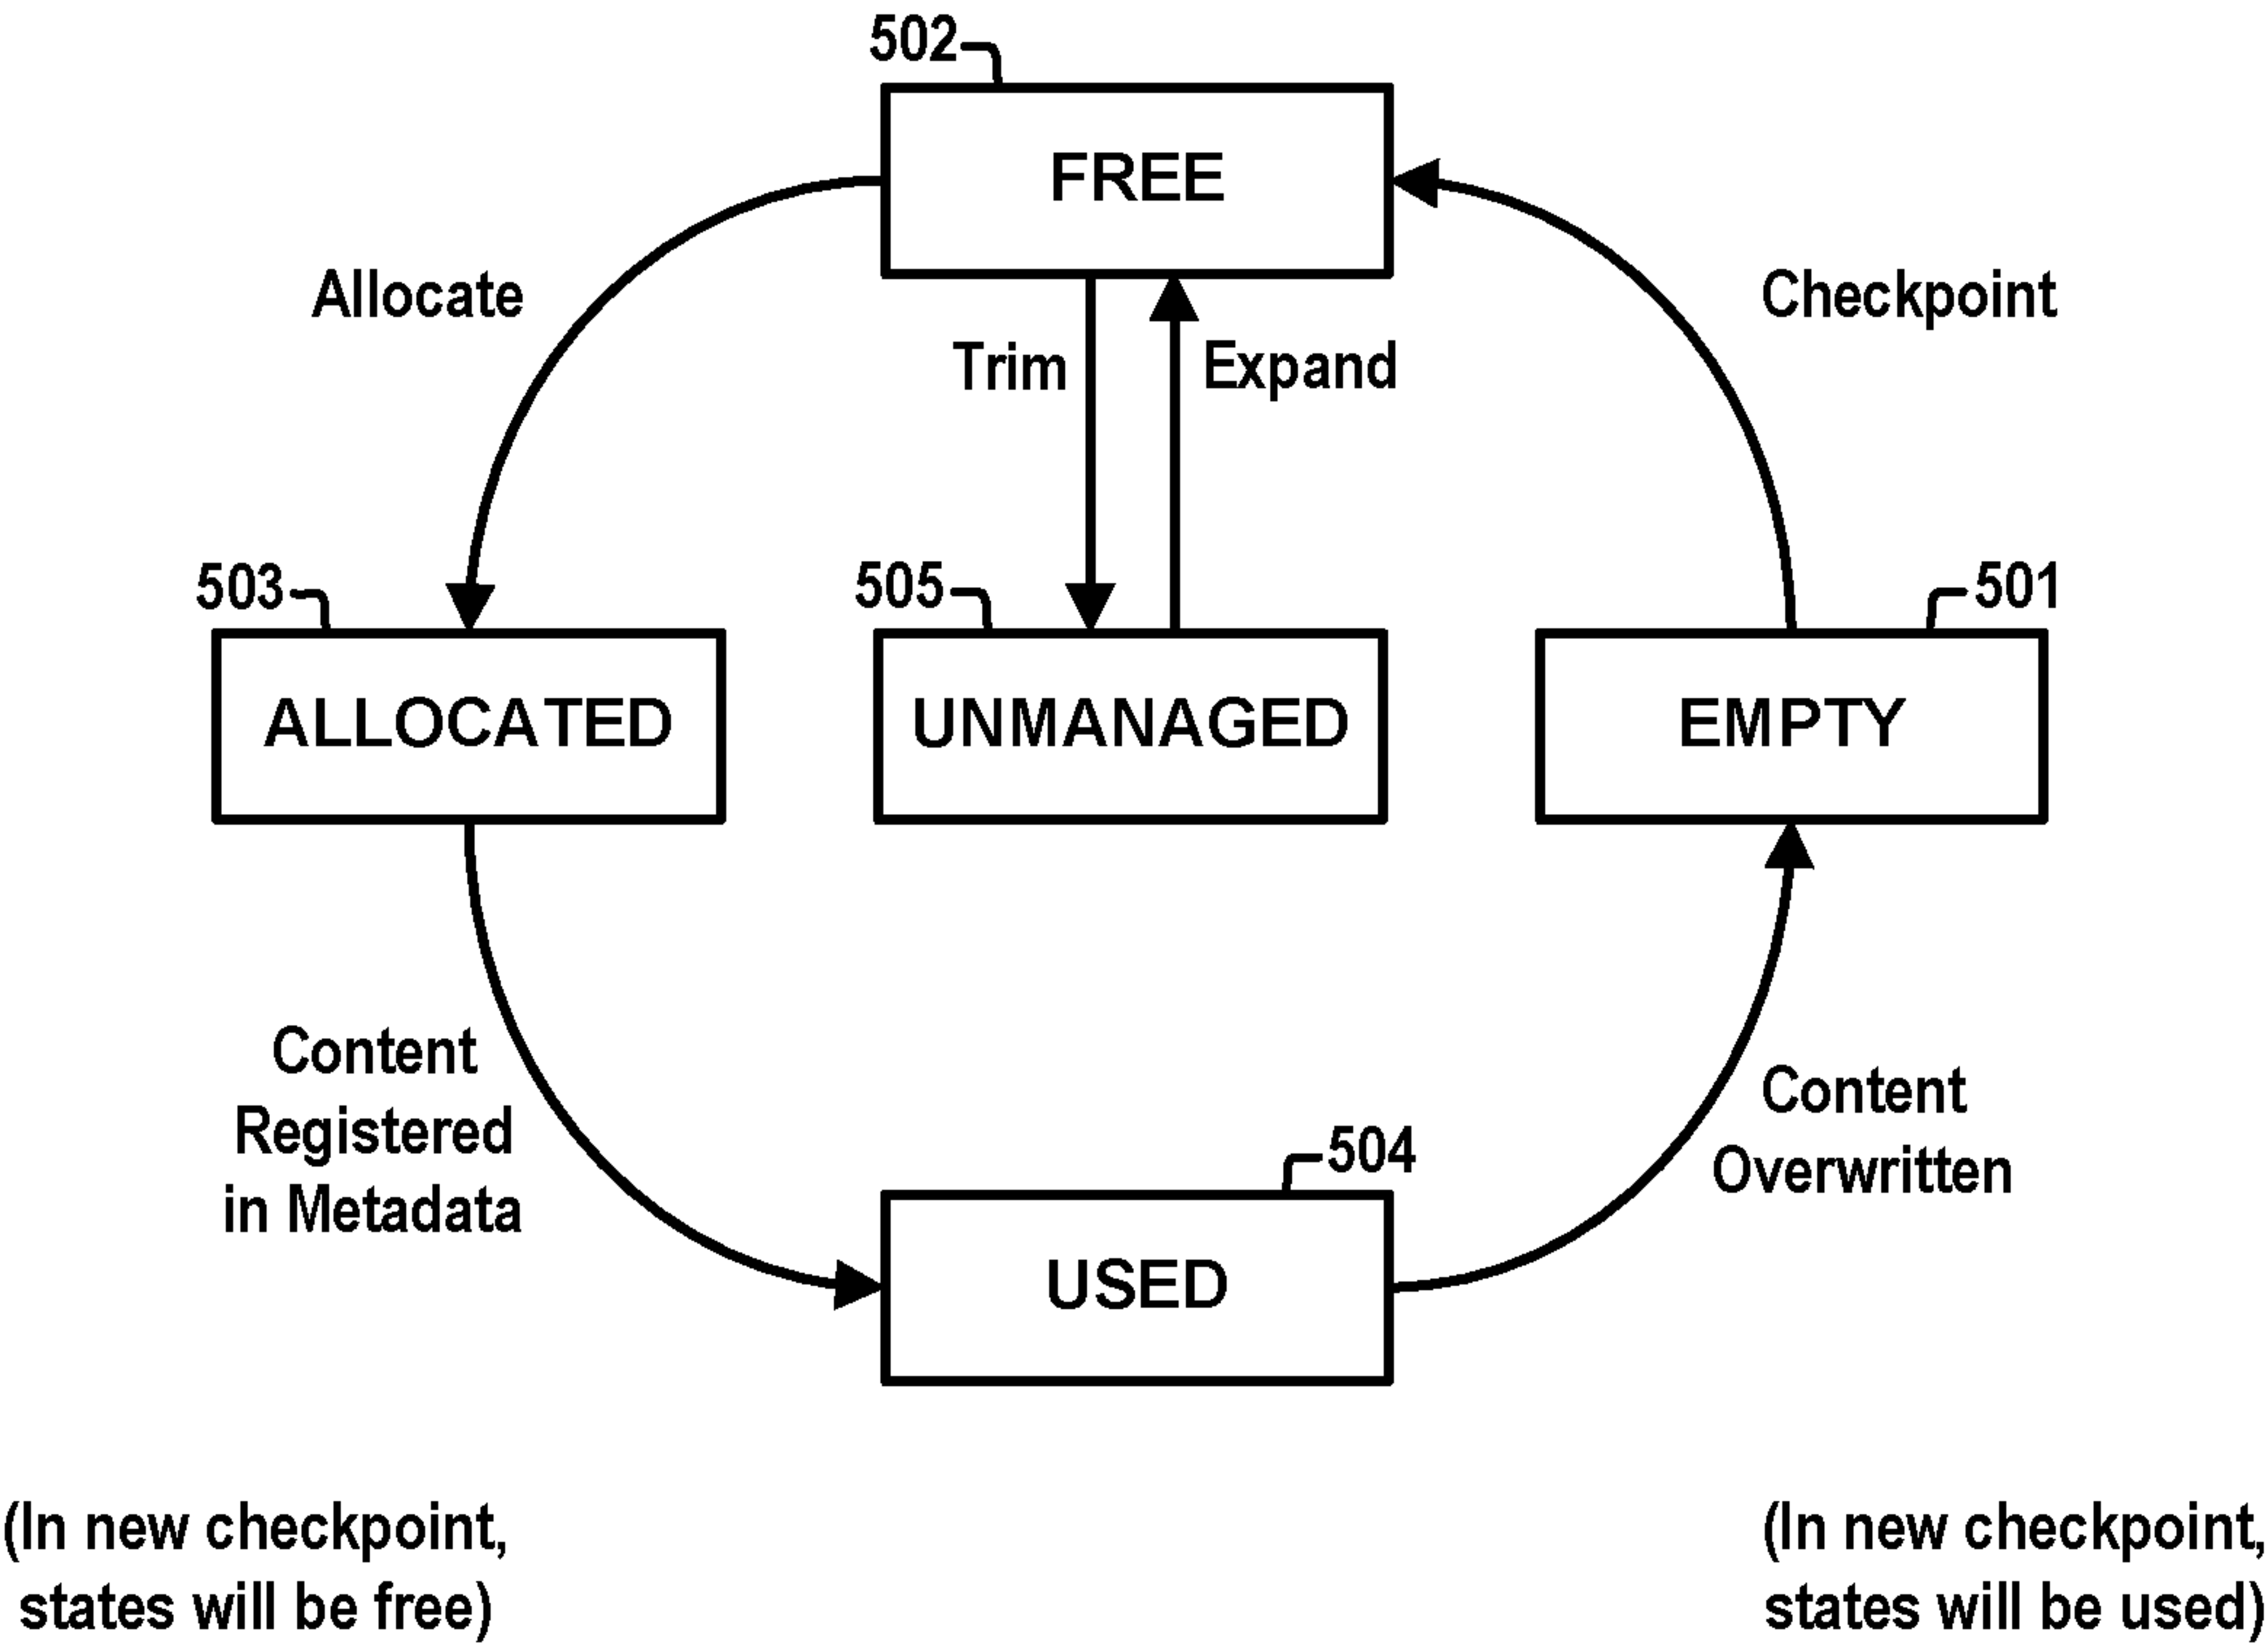 502
FREE
Allocate
Checkpoint
Trim
Expand
503
505
501
ALLOCATED
UNMANAGED
EMPTY
Content
Registered
in Metadata
Content
Overwritten
504
USED
(In new checkpoint,
states will be free)
(In new checkpoint,
states will be used)